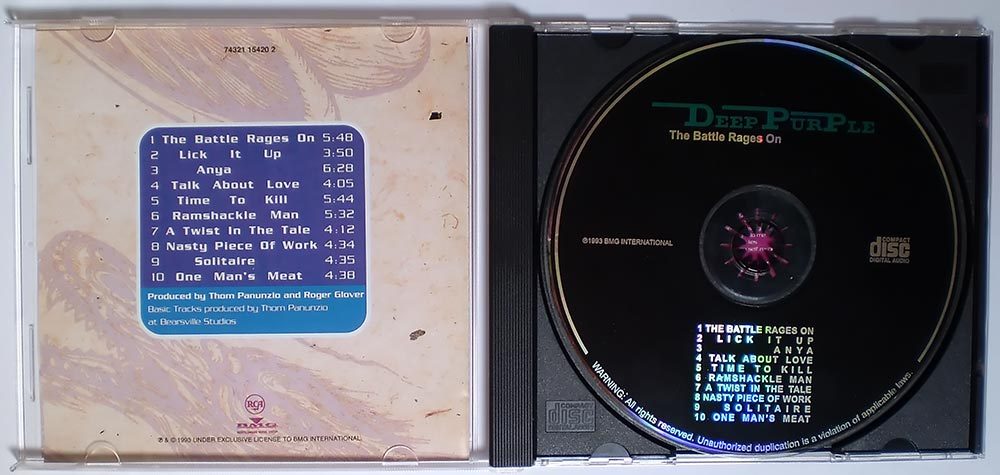 74321 15420 2
1 The Battle Rages On 5:48
2 Lick It Up 3:50
3 Anya 6:28
4 Talk About Love 4:05
5 Time To Kill 5:44
6 Ramshackle Man 5:32
7 A Twist In The Tale 4:12
8 Nasty Piece Of Work 4:34
9 Solitaire 4:35
10 One Man's Meat 4:38
Produced by Thom Panunzio and Roger Glover
Basic Tracks produced by Thom Panunzio
at Bearsville Studios
RCA
BMG
℗ & © 1993 UNDER EXCLUSIVE LICENSE TO BMG INTERNATIONAL
DEEP PURPLE
The Battle Rages On
℗1993 BMG INTERNATIONAL
COMPACT
disc
DIGITAL AUDIO
1 THE BATTLE RAGES ON
2 LICK IT UP
3 ANYA
4 TALK ABOUT LOVE
5 TIME TO KILL
6 RAMSHACKLE MAN
7 A TWIST IN THE TALE
8 NASTY PIECE OF WORK
9 SOLITAIRE
10 ONE MAN'S MEAT
WARNING: All rights reserved. Unauthorized duplication is a violation of applicable laws.
COMPACT
disc